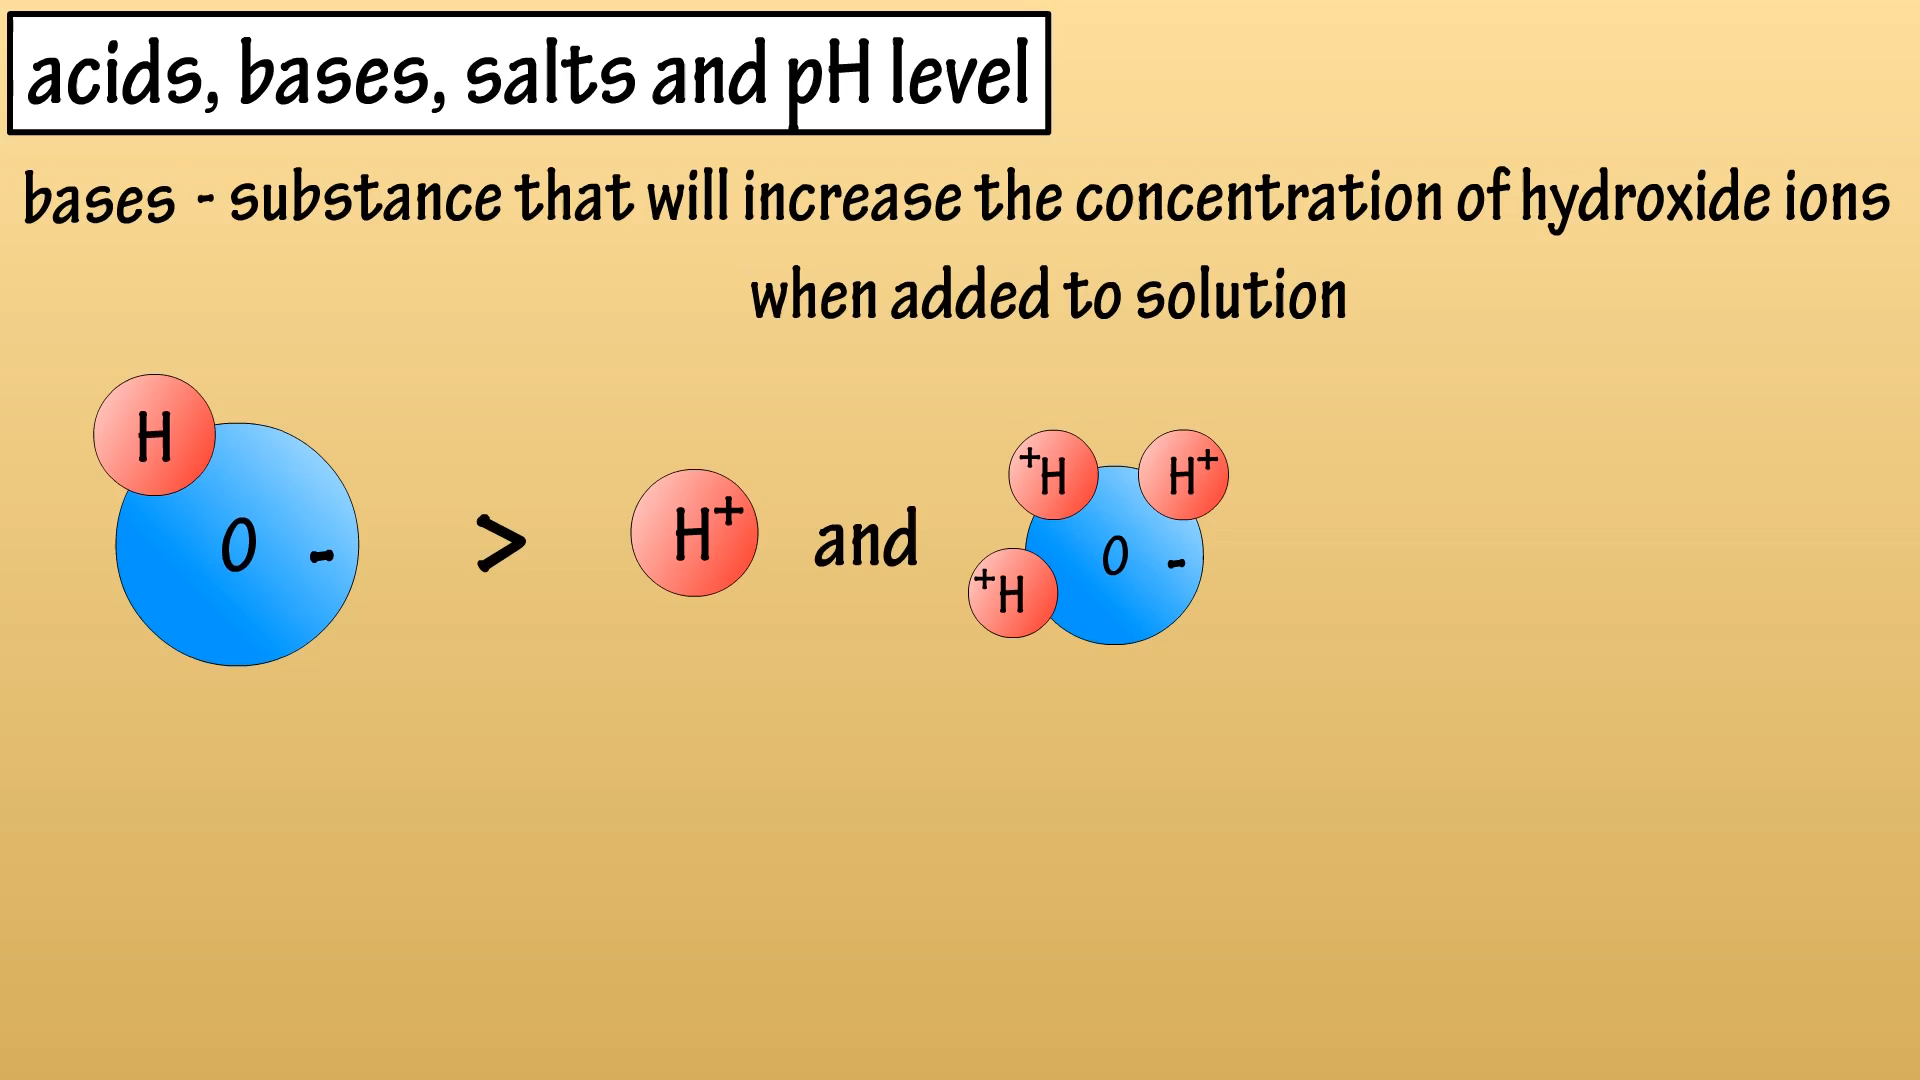 acids, bases, salts and pH level
bases - substance that will increase the concentration of hydroxide ions
when added to solution
H O - > H+ and +H H+ +H O -